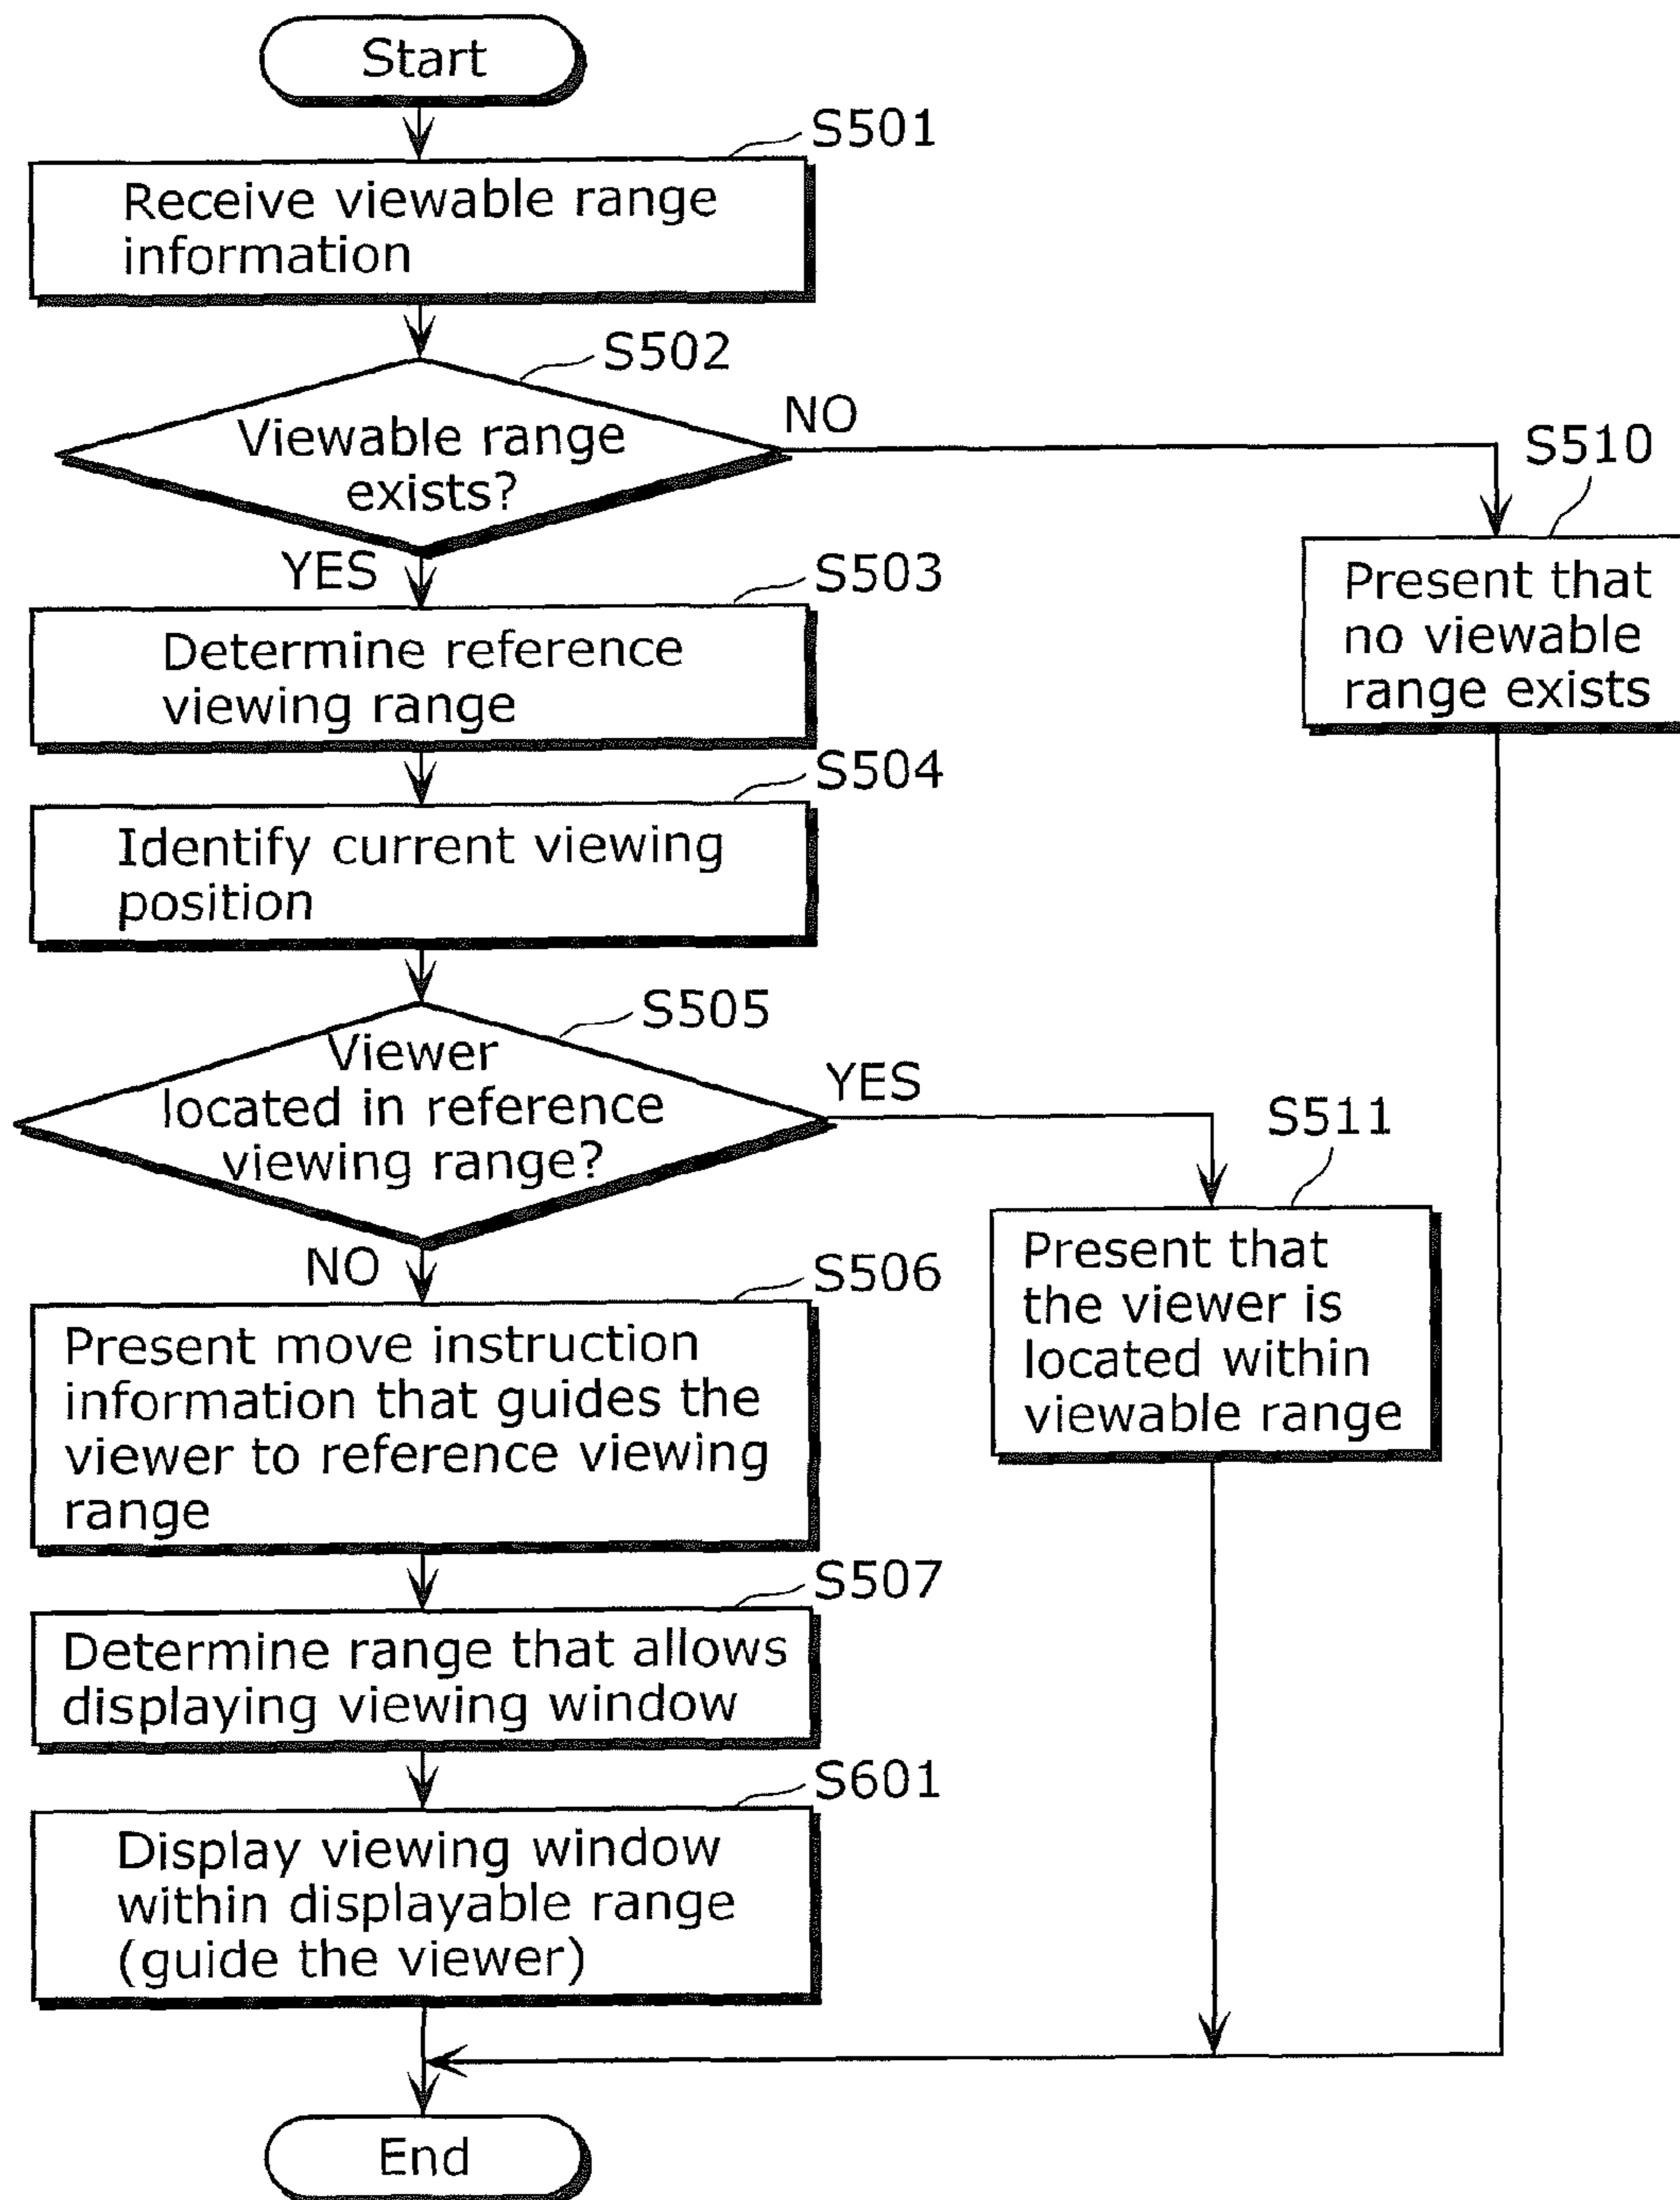 Start
S501
Receive viewable range
information
S502
Viewable range
exists?
NO
S510
Present that
no viewable
range exists
YES
S503
Determine reference
viewing range
S504
Identify current viewing
position
S505
Viewer
located in reference
viewing range?
YES
S511
Present that
the viewer is
located within
viewable range
NO
S506
Present move instruction
information that guides the
viewer to reference viewing
range
S507
Determine range that allows
displaying viewing window
S601
Display viewing window
within displayable range
(guide the viewer)
End